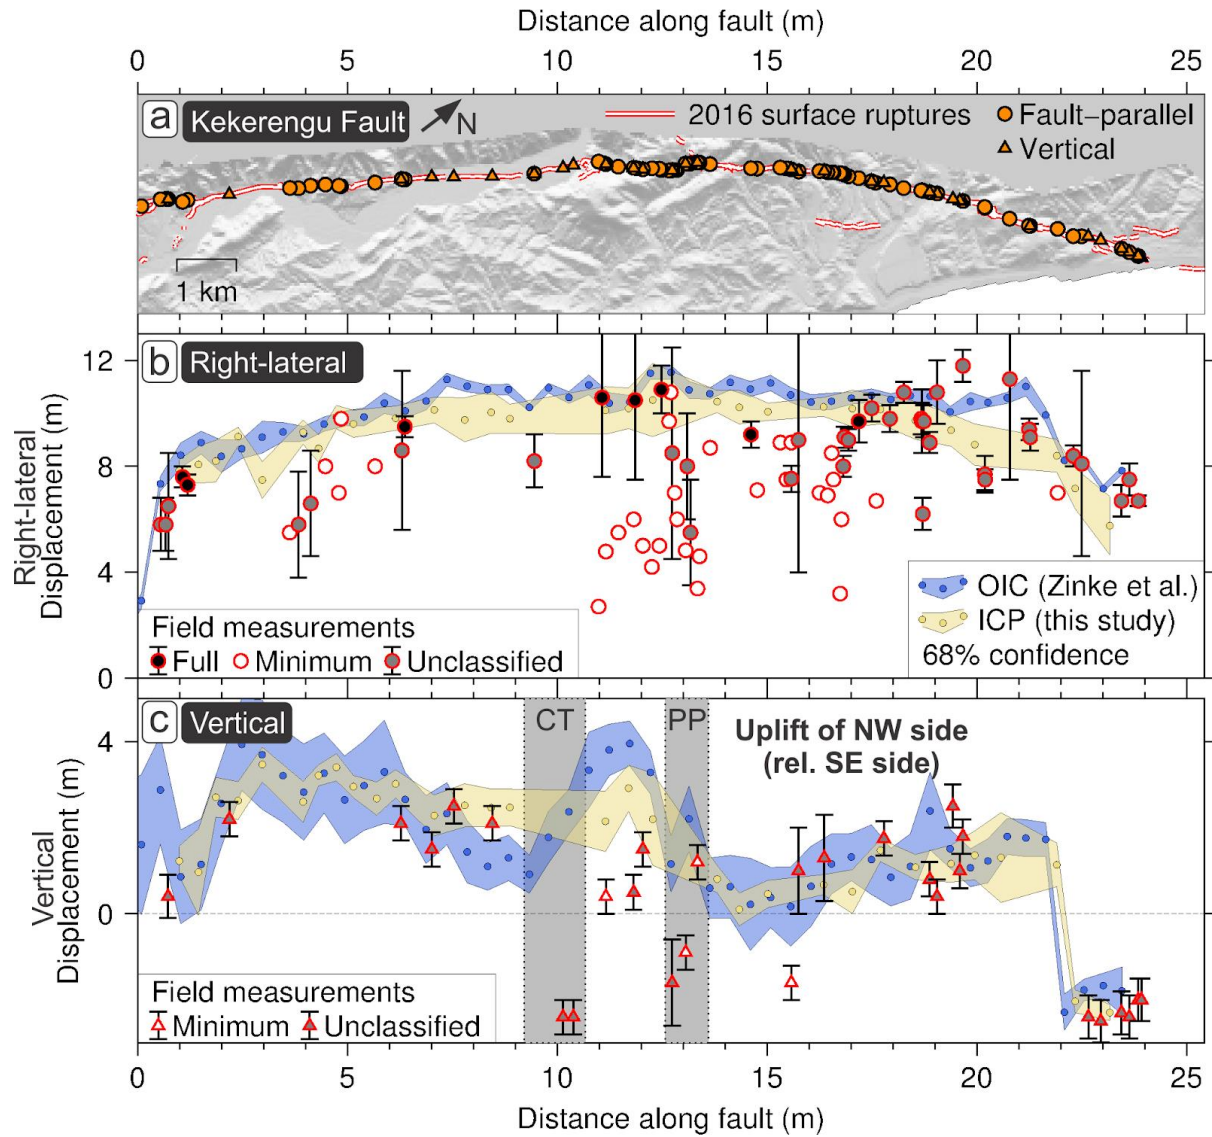 Distance along fault (m)
0 5 10 15 20 25
a Kekerengu Fault N 2016 surface ruptures Fault−parallel
Vertical
1 km
b Right-lateral
Right-lateral
Displacement (m)
12
8
4
0
OIC (Zinke et al.)
ICP (this study)
68% confidence
Field measurements
Full Minimum Unclassified
c Vertical CT PP Uplift of NW side
(rel. SE side)
Vertical
Displacement (m)
4
0
Field measurements
Minimum Unclassified
0 5 10 15 20 25
Distance along fault (m)